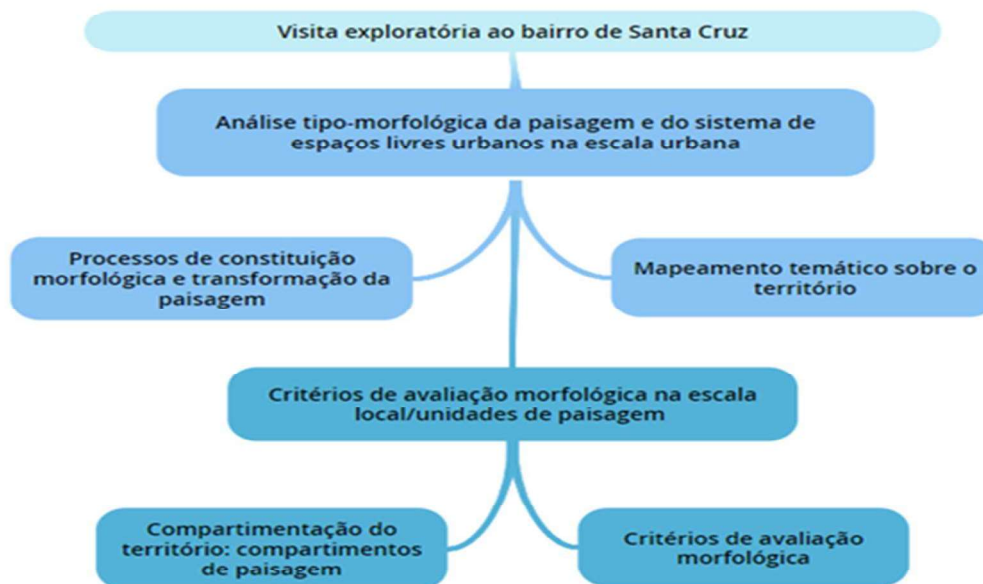 Visita exploratória ao bairro de Santa Cruz
Análise tipo-morfológica da paisagem e do sistema de
espaços livres urbanos na escala urbana
Processos de constituição
morfológica e transformação da
paisagem
Mapeamento temático sobre o
território
Critérios de avaliação morfológica na escala
local/unidades de paisagem
Compartimentação do
território: compartimentos
de paisagem
Critérios de avaliação
morfológica